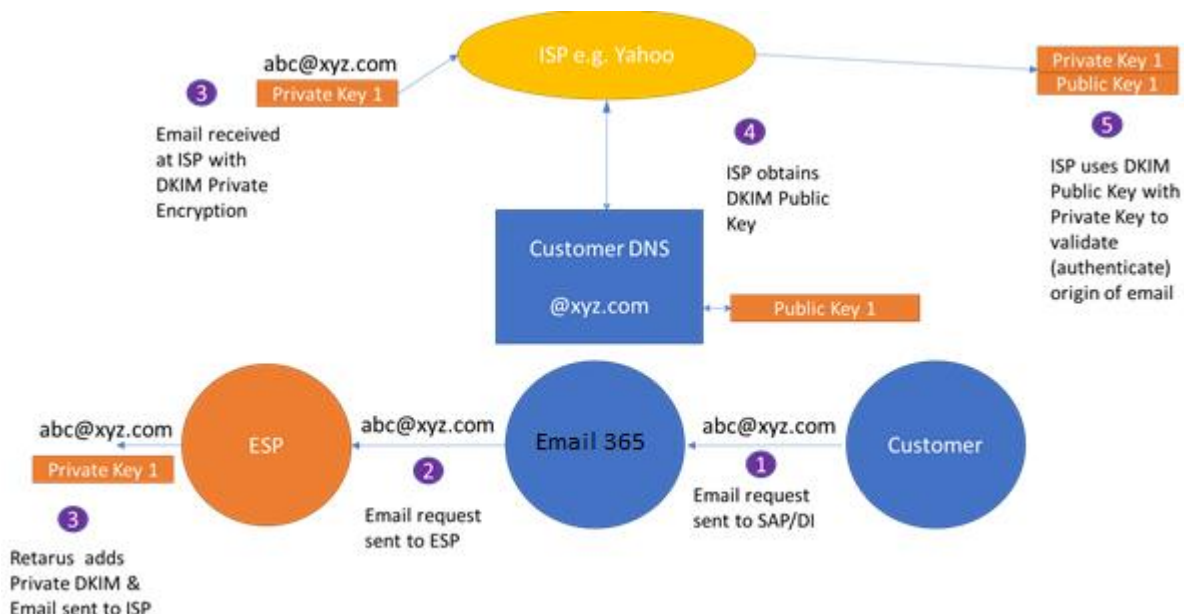 abc@xyz.com
Private Key 1
3
Email received
at ISP with
DKIM Private
Encryption
ISP e.g. Yahoo
4
ISP obtains
DKIM Public
Key
Private Key 1
Public Key 1
5
ISP uses DKIM
Public Key with
Private Key to
validate
(authenticate)
origin of email
Customer DNS
@xyz.com
Public Key 1
abc@xyz.com
Private Key 1
3
Retarus adds
Private DKIM &
Email sent to ISP
ESP
abc@xyz.com
2
Email request
sent to ESP
Email 365
abc@xyz.com
1
Email request
sent to SAP/DI
Customer